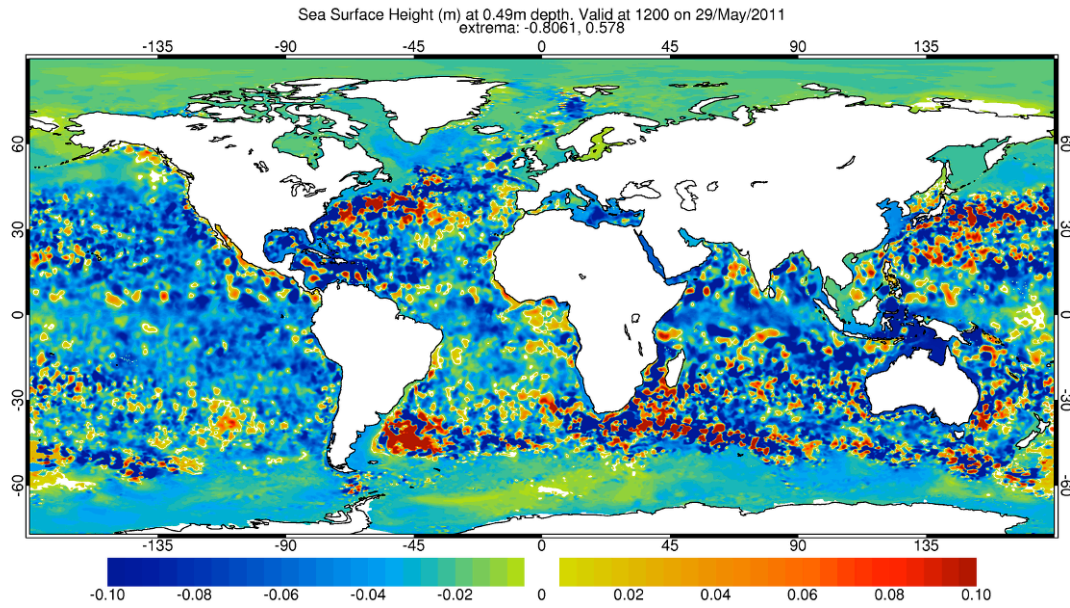 Sea Surface Height (m) at 0.49m depth. Valid at 1200 on 29/May/2011
extrema: -0.8061, 0.578
-135 -90 -45 0 45 90 135
60 60
30 30
0 0
-30 -30
-60 -60
-135 -90 -45 0 45 90 135
-0.10 -0.08 -0.06 -0.04 -0.02 0 0.02 0.04 0.06 0.08 0.10